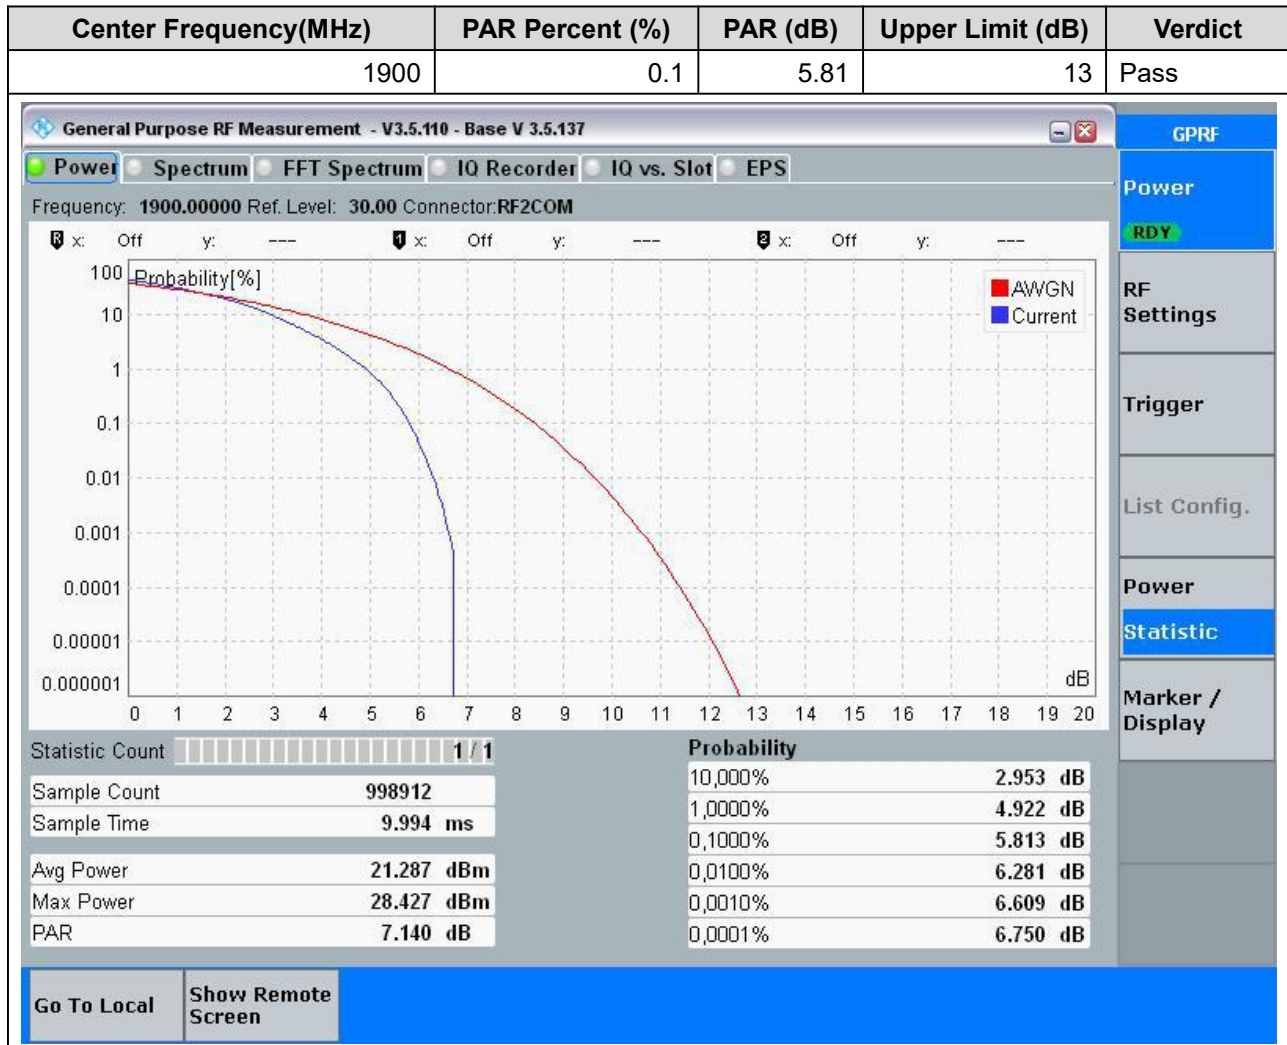 Center Frequency(MHz) PAR Percent (%) PAR (dB) Upper Limit (dB) Verdict
1900 0.1 5.81 13 Pass
General Purpose RF Measurement - V3.5.110 - Base V 3.5.137
GPRF
Power Spectrum FFT Spectrum IQ Recorder IQ vs. Slot EPS
Power
RDY
Frequency: 1900.00000 Ref. Level: 30.00 Connector:RF2COM
R x: Off y: --- 1 x: Off y: --- 2 x: Off y: ---
Probability[%]
AWGN
Current
100
10
1
0.1
0.01
0.001
0.0001
0.00001
0.000001
dB
0 1 2 3 4 5 6 7 8 9 10 11 12 13 14 15 16 17 18 19 20
RF
Settings
Trigger
List Config.
Power
Statistic
Marker /
Display
Statistic Count 1 / 1
Sample Count 998912
Sample Time 9.994 ms
Avg Power 21.287 dBm
Max Power 28.427 dBm
PAR 7.140 dB
Probability
10,000% 2.953 dB
1,0000% 4.922 dB
0,1000% 5.813 dB
0,0100% 6.281 dB
0,0010% 6.609 dB
0,0001% 6.750 dB
Go To Local
Show Remote
Screen